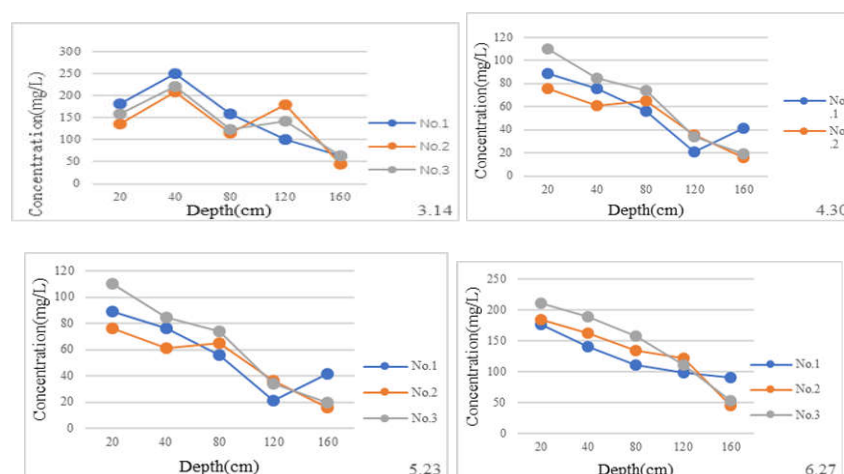 Concentration(mg/L)
300
250
200
150
100
50
0
20 40 80 120 160
Depth(cm)
No.1
No.2
No.3
3.14
Concentration(mg/L)
120
100
80
60
40
20
0
20 40 80 120 160
Depth(cm)
No
.1
No
.2
4.30
Concentration(mg/L)
120
100
80
60
40
20
0
20 40 80 120 160
Depth(cm)
No.1
No.2
No.3
5.23
Concentration(mg/L)
250
200
150
100
50
0
20 40 80 120 160
Depth(cm)
No.1
No.2
No.3
6.27